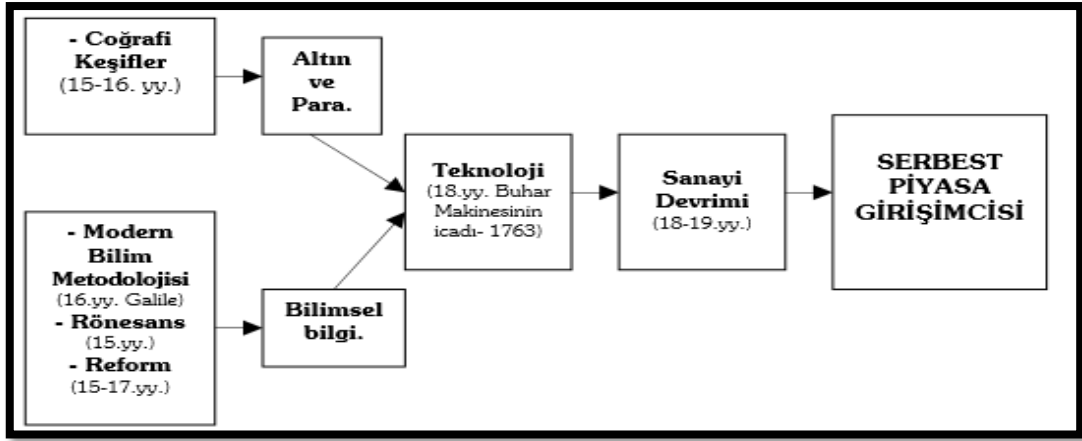 - Coğrafi
Keşifler
(15-16. yy.)
Altın
ve
Para.
- Modern
Bilim
Metodolojisi
(16.yy. Galile)
- Rönesans
(15.yy.)
- Reform
(15-17.yy.)
Bilimsel
bilgi.
Teknoloji
(18.yy. Buhar
Makinesinin
icadı- 1763)
Sanayi
Devrimi
(18-19.yy.)
SERBEST
PİYASA
GİRİŞİMCİSİ